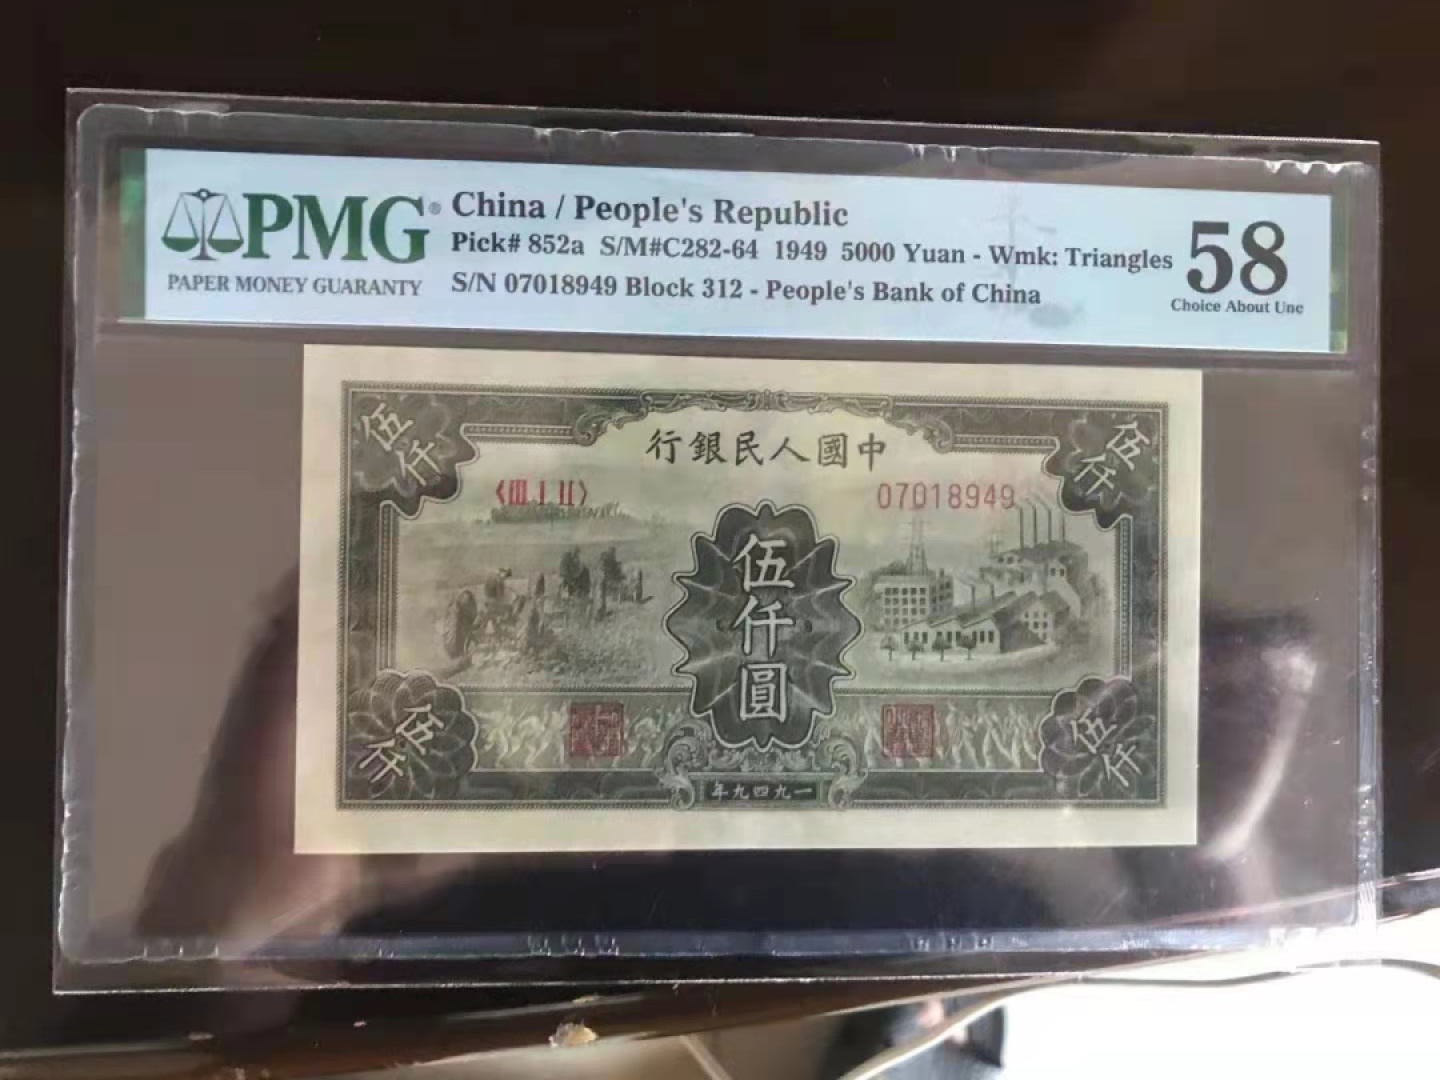 PMG®
PAPER MONEY GUARANTY
China / People's Republic
Pick# 852a S/M#C282-64 1949 5000 Yuan - Wmk: Triangles
S/N 07018949 Block 312 - People's Bank of China
58
Choice About Unc
行銀民人國中
〈III I II〉
07018949
伍仟
伍仟
伍仟圓
伍仟
伍仟
年九四九一